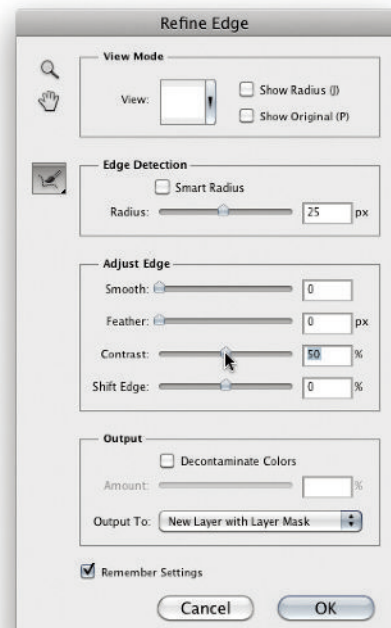 Refine Edge
View Mode
View:
Show Radius (J)
Show Original (P)
Edge Detection
Smart Radius
Radius: 25 px
Adjust Edge
Smooth: 0
Feather: 0 px
Contrast: 50 %
Shift Edge: 0 %
Output
Decontaminate Colors
Amount: %
Output To: New Layer with Layer Mask
Remember Settings
Cancel OK